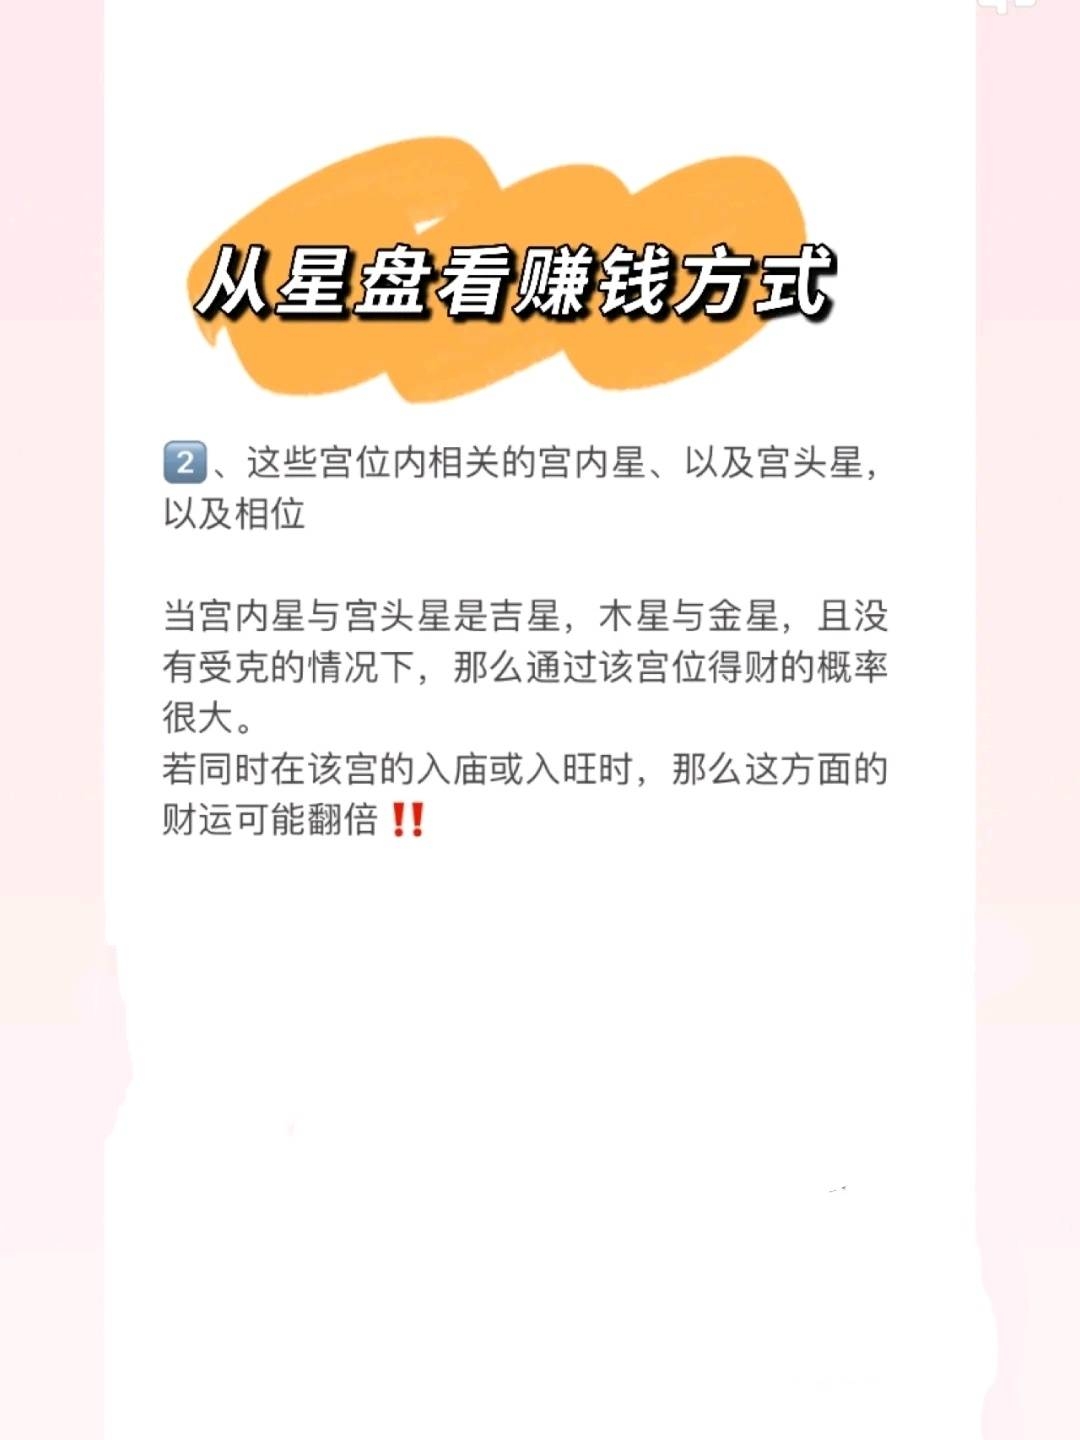 从星盘看赚钱方式
2️⃣、这些宫位内相关的宫内星、以及宫头星，
以及相位
当宫内星与宫头星是吉星，木星与金星，且没
有受克的情况下，那么通过该宫位得财的概率
很大。
若同时在该宫的入庙或入旺时，那么这方面的
财运可能翻倍‼️